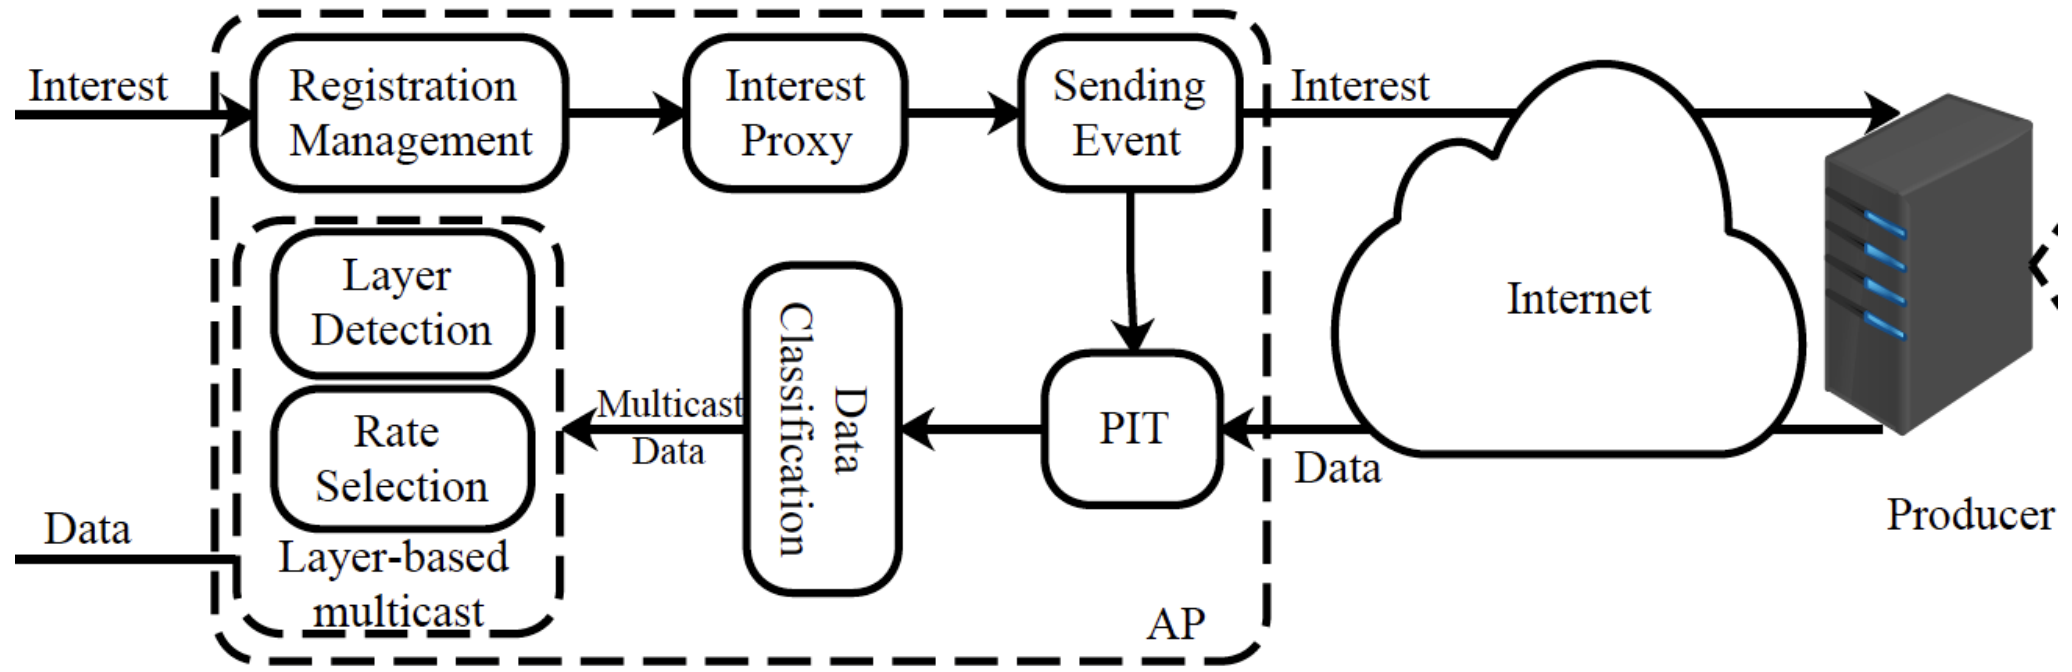 Interest
Registration
Management
Interest
Proxy
Sending
Event
Interest
Layer
Detection
Rate
Selection
Layer-based
multicast
Multicast
Data
Data
Classification
PIT
Internet
Data
Data
Producer
AP